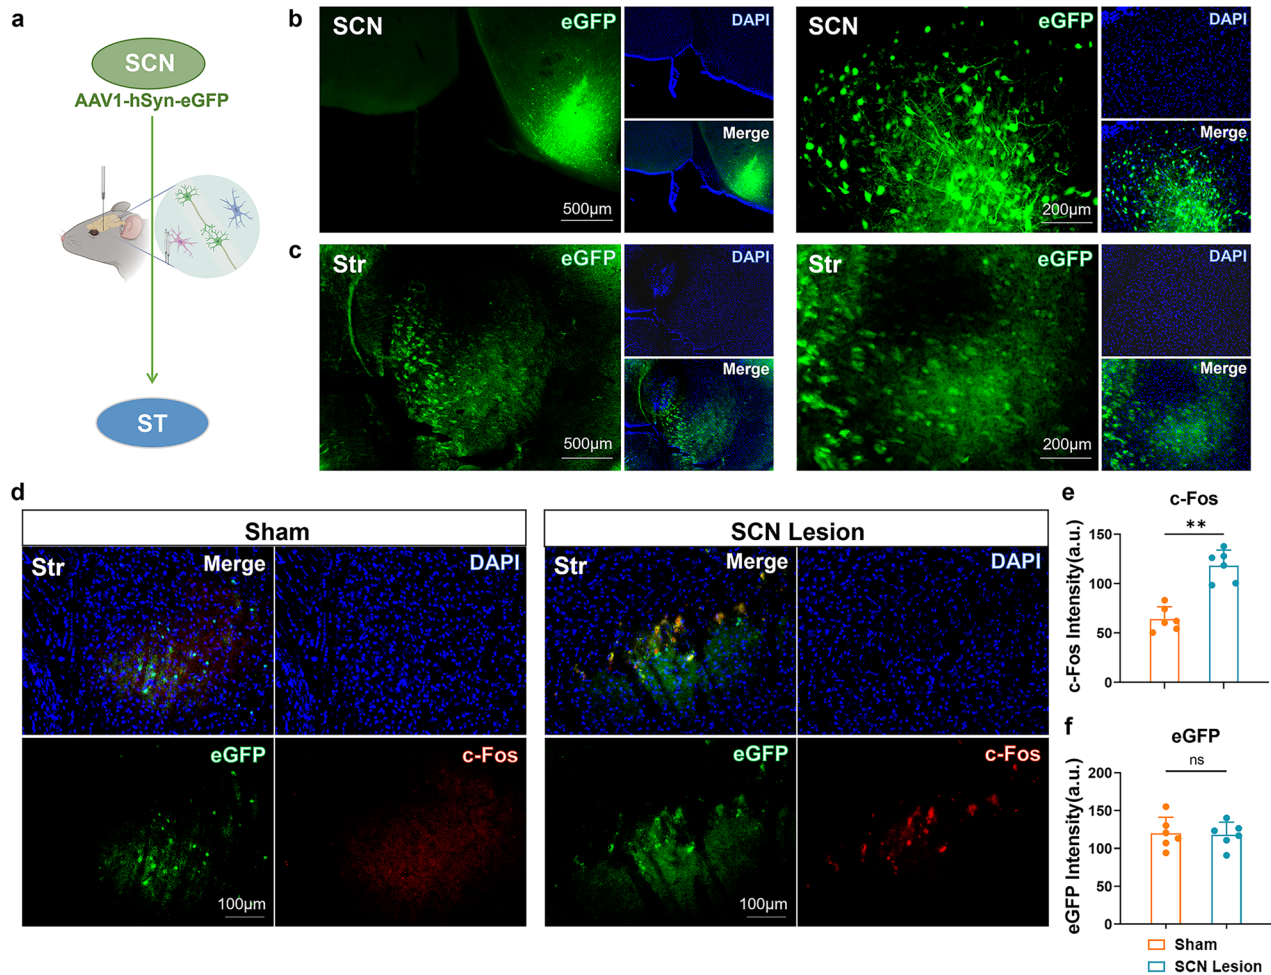 a
SCN
AAV1-hSyn-eGFP
ST
b
SCN
eGFP
500μm
DAPI
Merge
SCN
eGFP
200μm
DAPI
Merge
c
Str
eGFP
500μm
DAPI
Merge
Str
eGFP
200μm
DAPI
Merge
d
Sham
Str
Merge
DAPI
eGFP
100μm
c-Fos
SCN Lesion
Str
Merge
DAPI
eGFP
100μm
c-Fos
e
c-Fos
**
c-Fos Intensity(a.u.)
150
100
50
0
f
eGFP
ns
eGFP Intensity(a.u.)
200
150
100
50
0
Sham
SCN Lesion